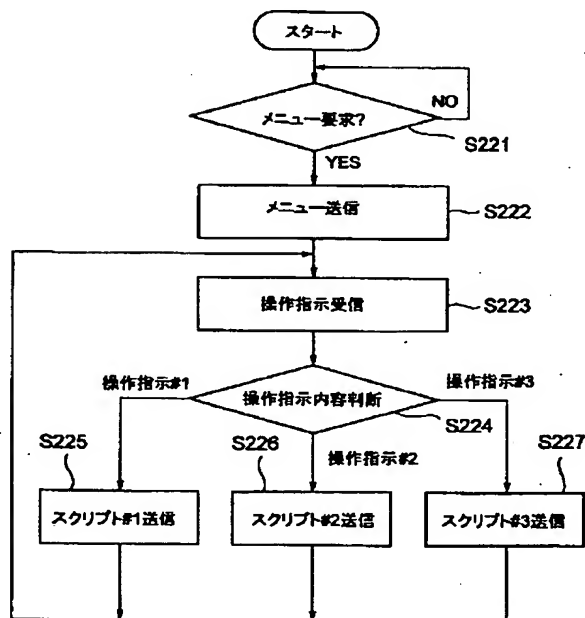 スタート
メニュー要求?
NO
S221
YES
メニュー送信
S222
操作指示受信
S223
操作指示#1
操作指示内容判断
操作指示#3
S224
S225
S226
操作指示#2
S227
スクリプト#1送信
スクリプト#2送信
スクリプト#3送信